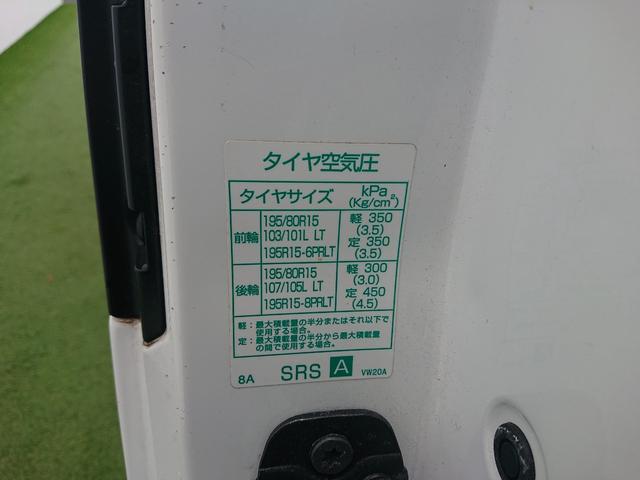 タイヤ空気圧
タイヤサイズ kPa (Kg/cm²)
前輪
195/80R15
103/101L LT
195R15-6PRLT
軽 350
(3.5)
定 350
(3.5)
後輪
195/80R15
107/105L LT
195R15-8PRLT
軽 300
(3.0)
定 450
(4.5)
軽：最大積載量の半分またはそれ以下で
使用する場合。
定：最大積載量の半分から最大積載量
の間で使用する場合。
8A SRS A VW20A